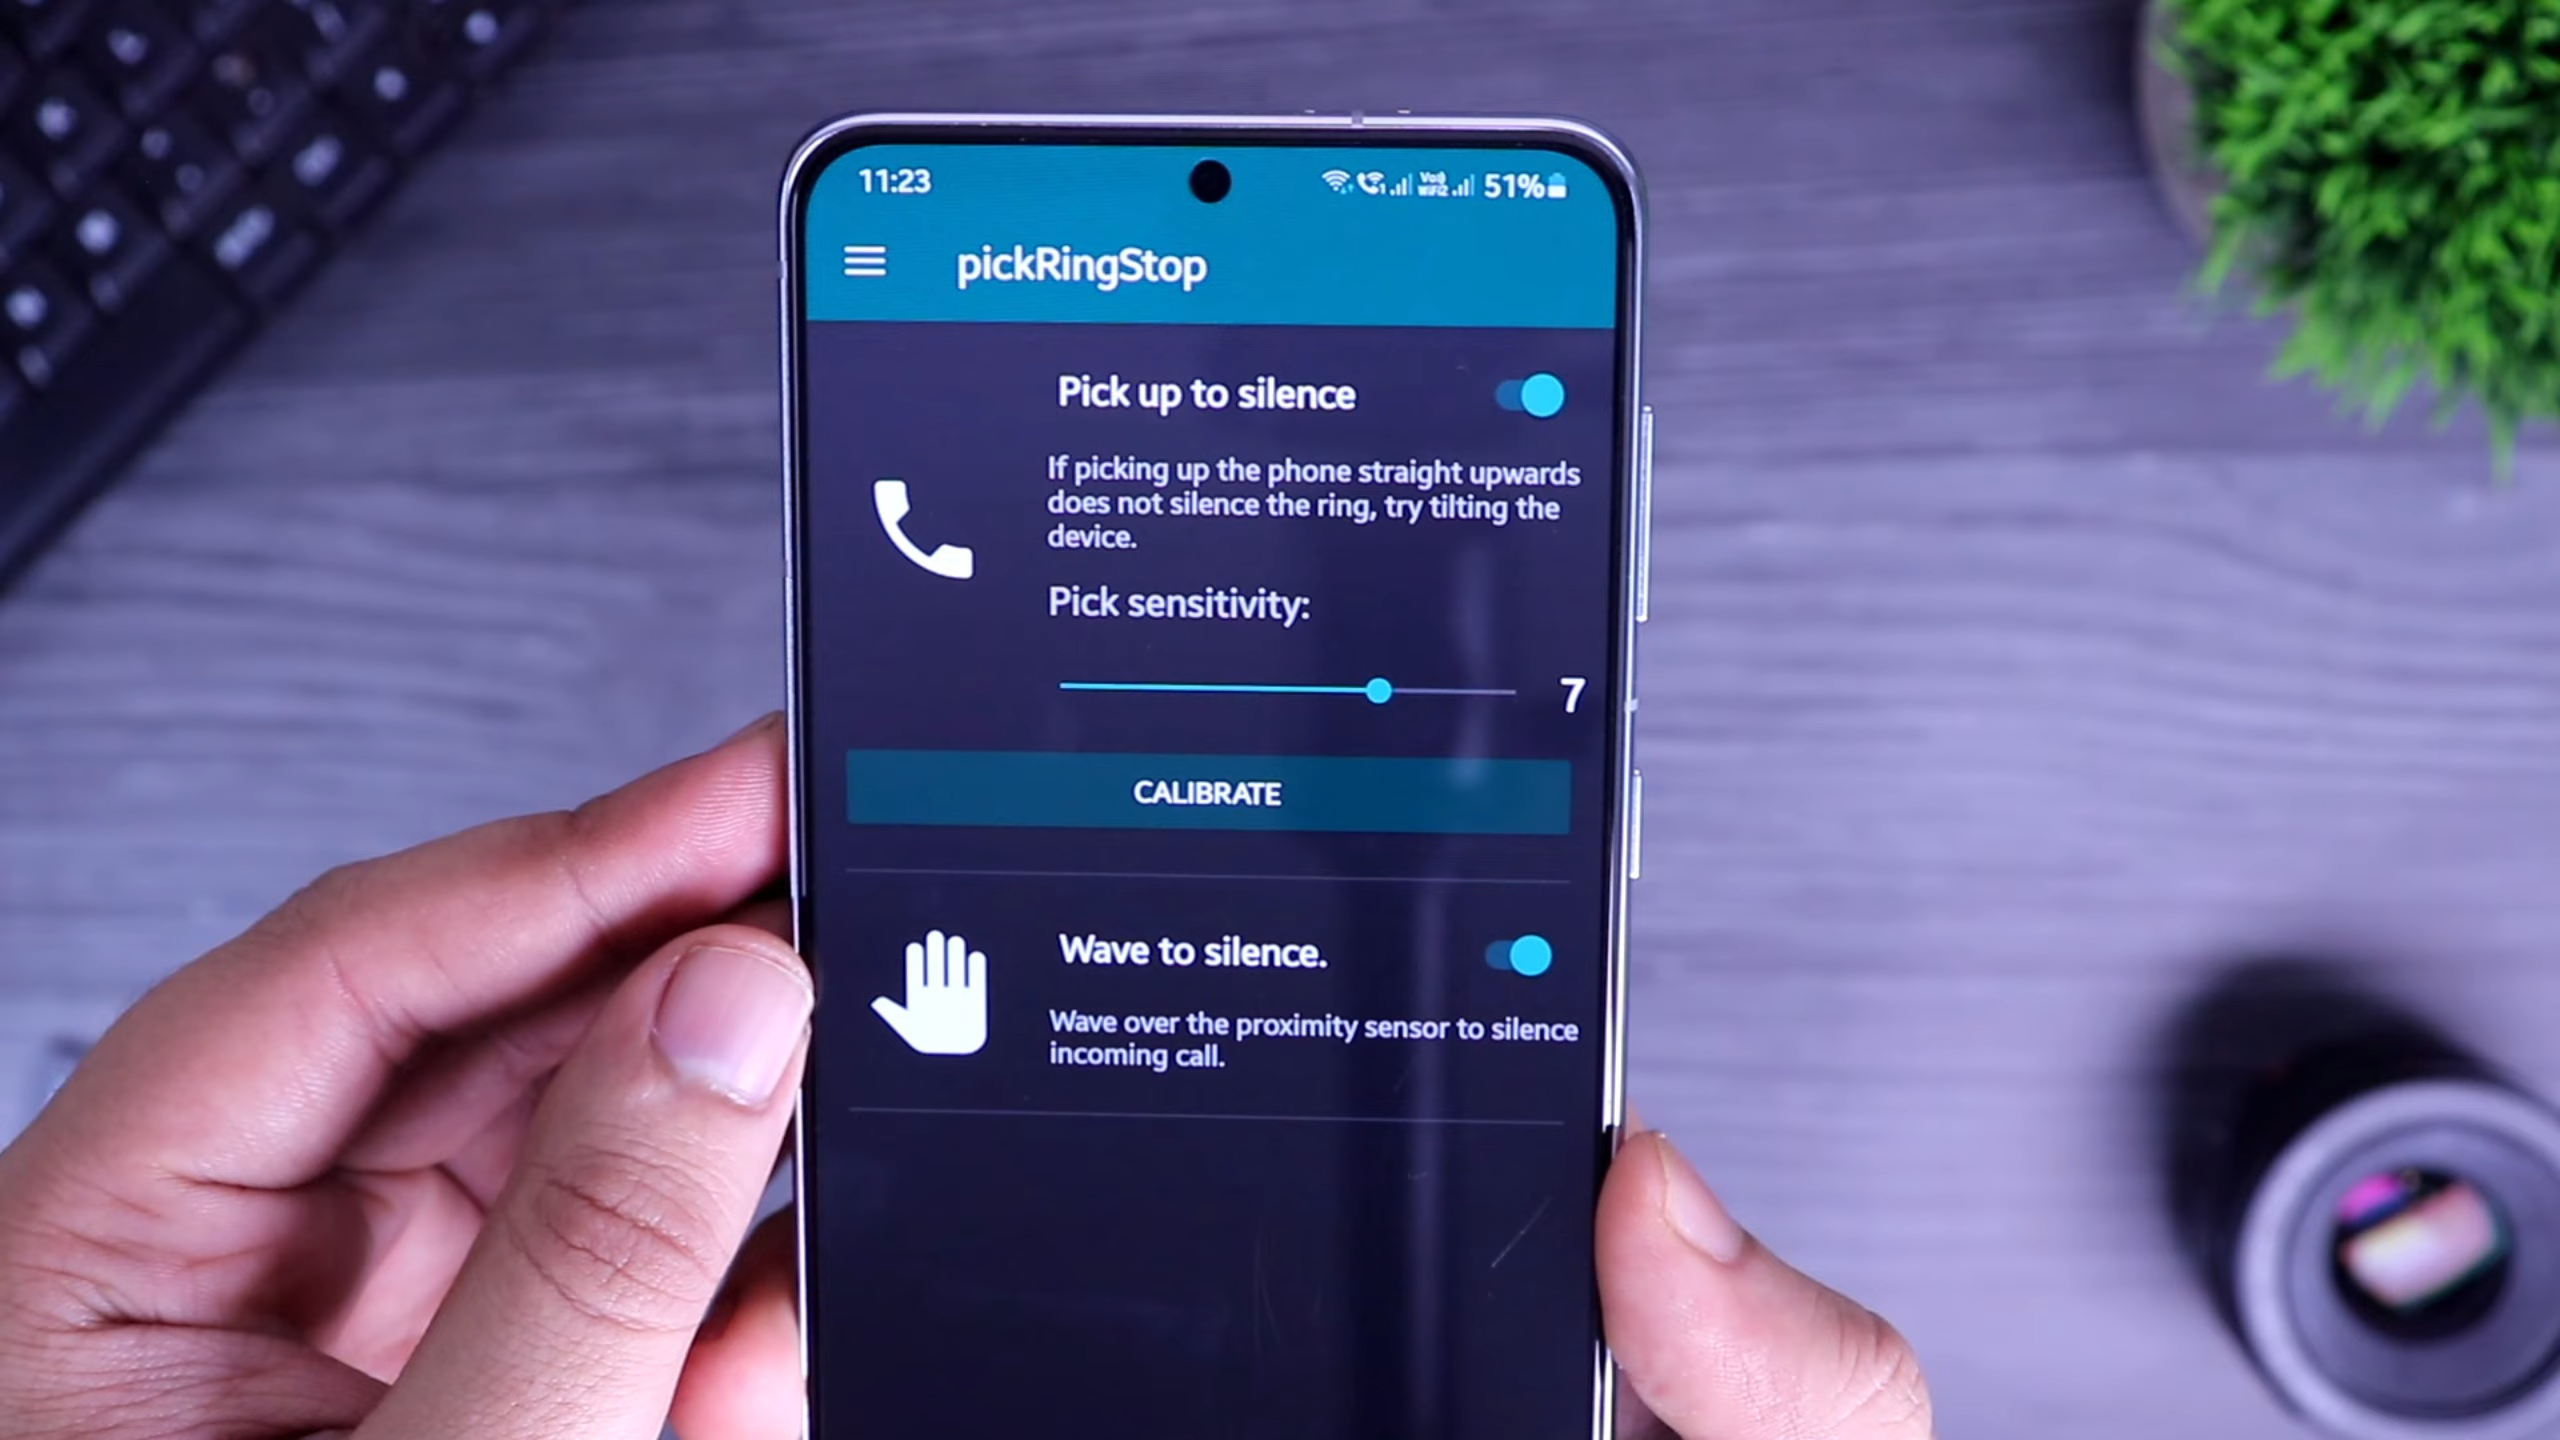 11:23
51%
pickRingStop
Pick up to silence
If picking up the phone straight upwards
does not silence the ring, try tilting the
device.
Pick sensitivity:
7
CALIBRATE
Wave to silence.
Wave over the proximity sensor to silence
incoming call.